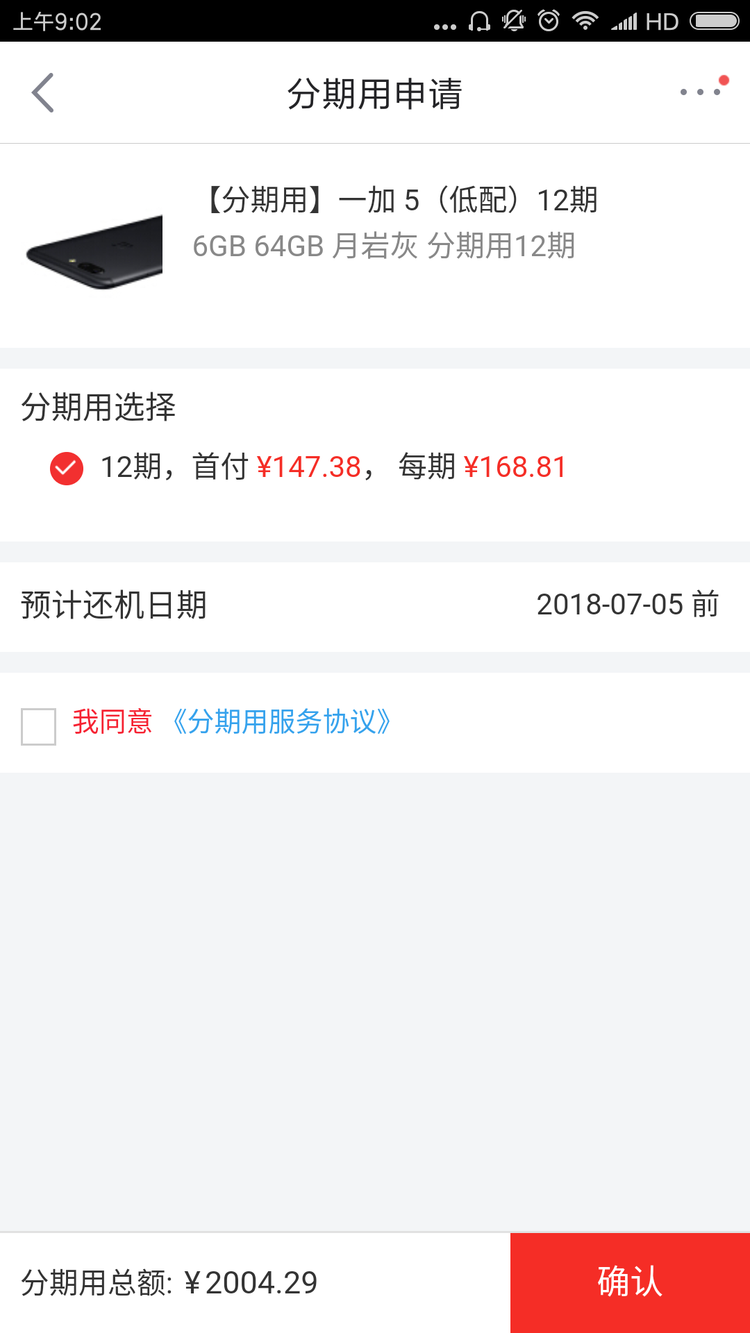 上午9:02
HD
分期用申请
【分期用】一加 5（低配）12期
6GB 64GB 月岩灰 分期用12期
分期用选择
12期，首付 ¥147.38， 每期 ¥168.81
预计还机日期
2018-07-05 前
我同意 《分期用服务协议》
分期用总额: ¥2004.29
确认